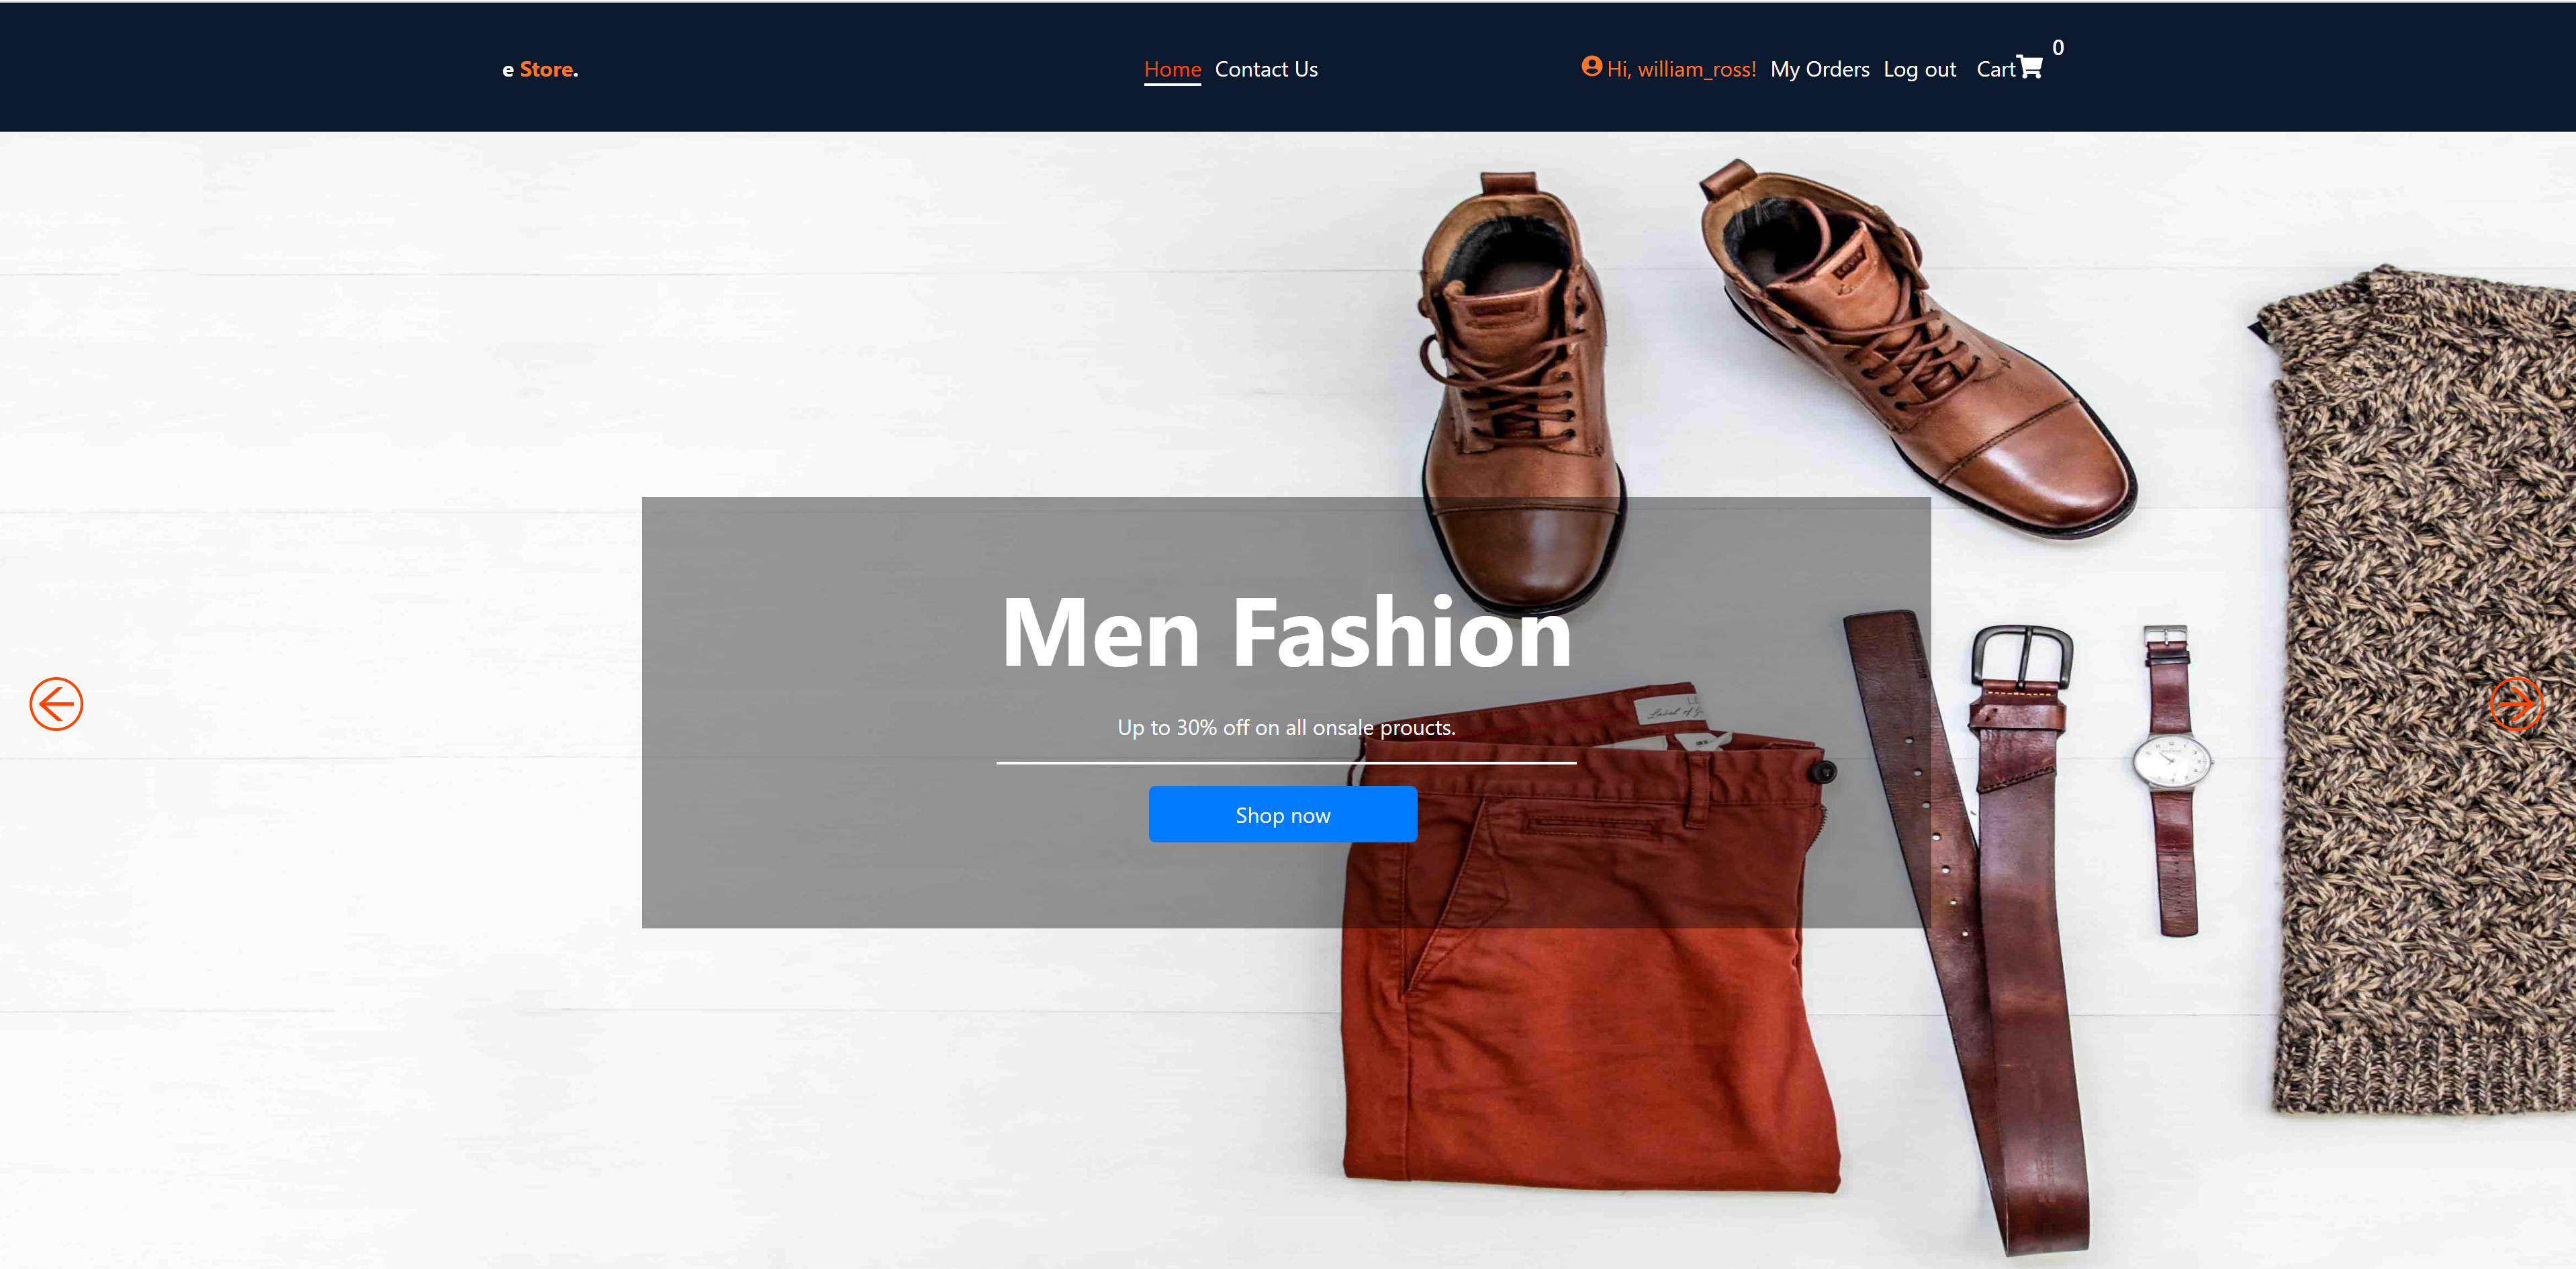 e Store.
Home Contact Us
Hi, william_ross! My Orders Log out Cart 0
Men Fashion
Up to 30% off on all onsale proucts.
Shop now